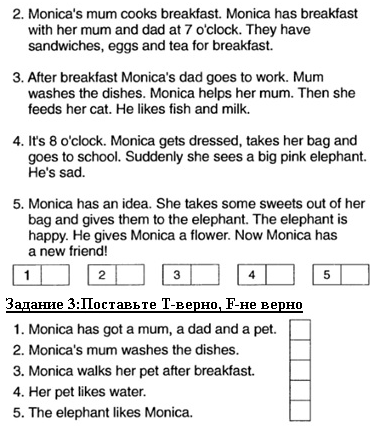 2. Monica's mum cooks breakfast. Monica has breakfast
with her mum and dad at 7 o'clock. They have
sandwiches, eggs and tea for breakfast.
3. After breakfast Monica's dad goes to work. Mum
washes the dishes. Monica helps her mum. Then she
feeds her cat. He likes fish and milk.
4. It's 8 o'clock. Monica gets dressed, takes her bag and
goes to school. Suddenly she sees a big pink elephant.
He's sad.
5. Monica has an idea. She takes some sweets out of her
bag and gives them to the elephant. The elephant is
happy. He gives Monica a flower. Now Monica has
a new friend!
1 2 3 4 5
Задание 3:Поставьте T-верно, F-не верно
1. Monica has got a mum, a dad and a pet.
2. Monica's mum washes the dishes.
3. Monica walks her pet after breakfast.
4. Her pet likes water.
5. The elephant likes Monica.